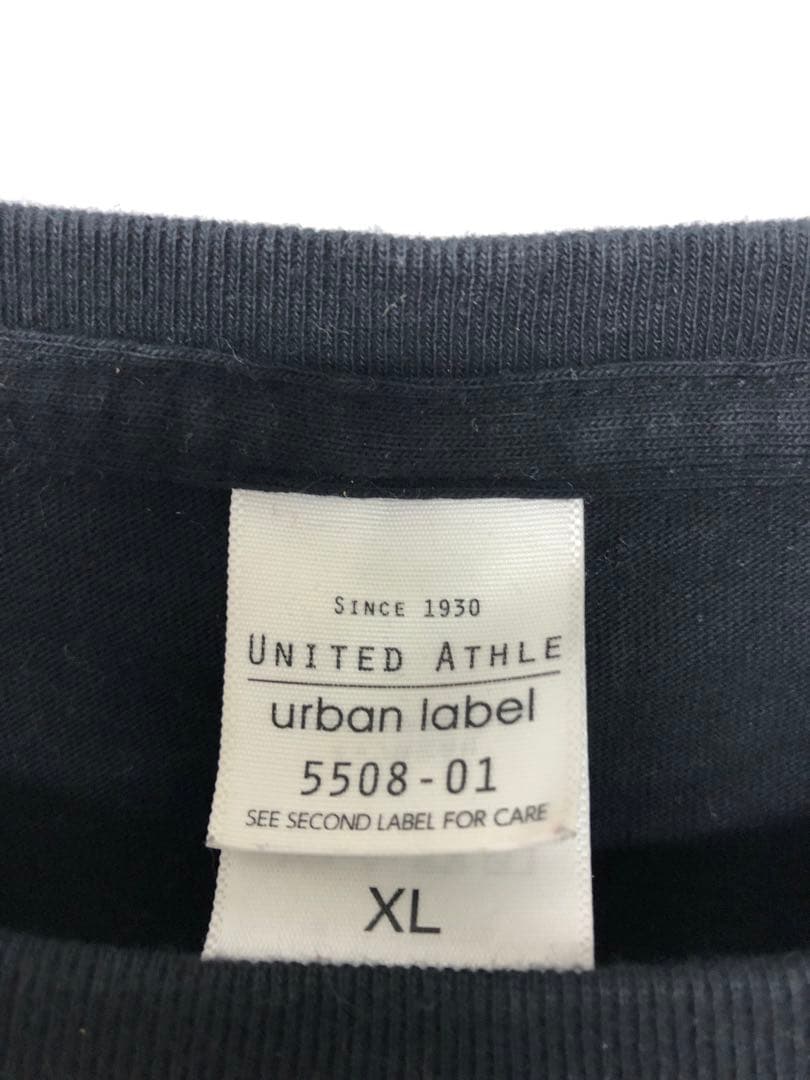 SINCE 1930
UNITED ATHLE
urban label
5508-01
SEE SECOND LABEL FOR CARE
XL